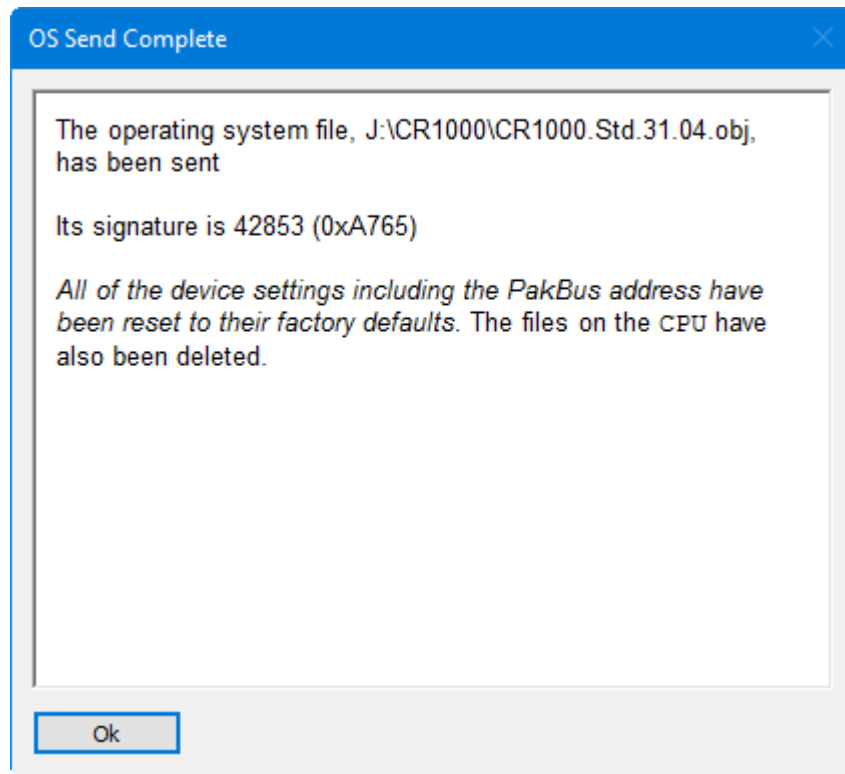 OS Send Complete
The operating system file, J:\CR1000\CR1000.Std.31.04.obj,
has been sent
Its signature is 42853 (0xA765)
All of the device settings including the PakBus address have
been reset to their factory defaults. The files on the CPU have
also been deleted.
Ok